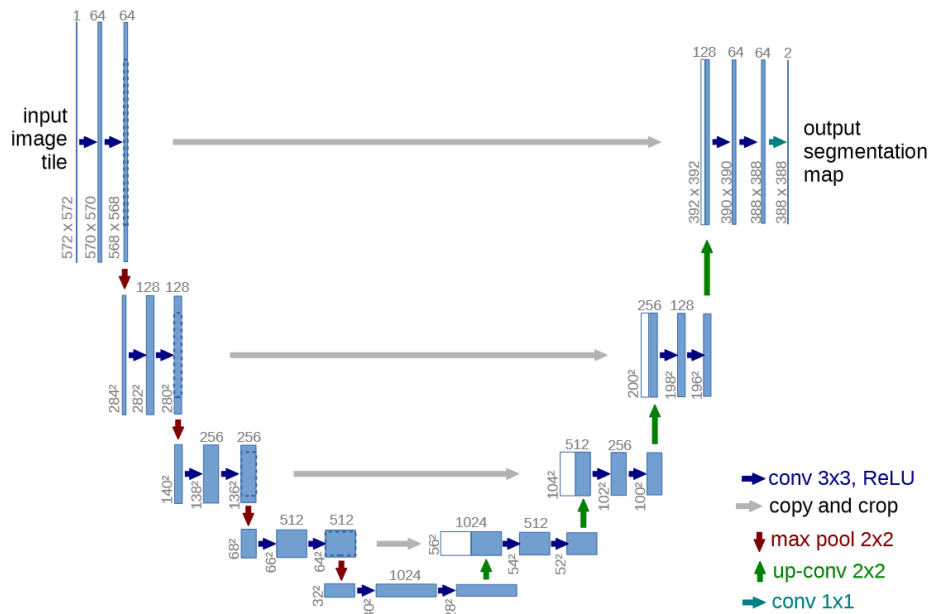 1
64
64
128
64
64
2
input
image
tile
output
segmentation
map
572 x 572
570 x 570
568 x 568
392 x 392
390 x 390
388 x 388
388 x 388
128
128
256
128
284²
282²
280²
200²
198²
196²
256
256
512
256
140²
138²
136²
104²
102²
100²
conv 3x3, ReLU
copy and crop
max pool 2x2
up-conv 2x2
conv 1x1
512
512
1024
512
68²
66²
64²
56²
54²
52²
1024
32²
30²
28²